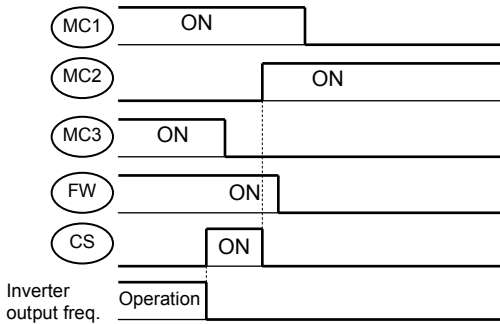 MC1 ON
MC2 ON
MC3 ON
FW ON
CS ON
Inverter
output freq. Operation